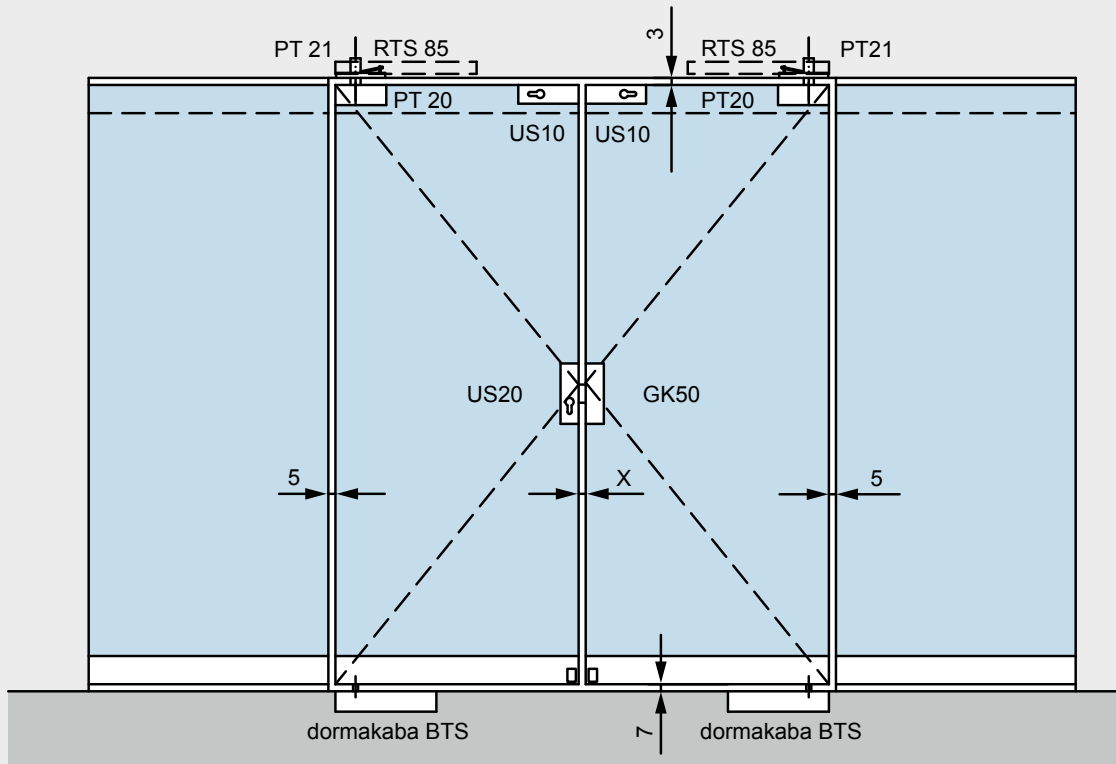 3
PT 21 RTS 85 RTS 85 PT21
PT 20 PT20
US10 US10
US20 GK50
5 X 5
7
dormakaba BTS dormakaba BTS